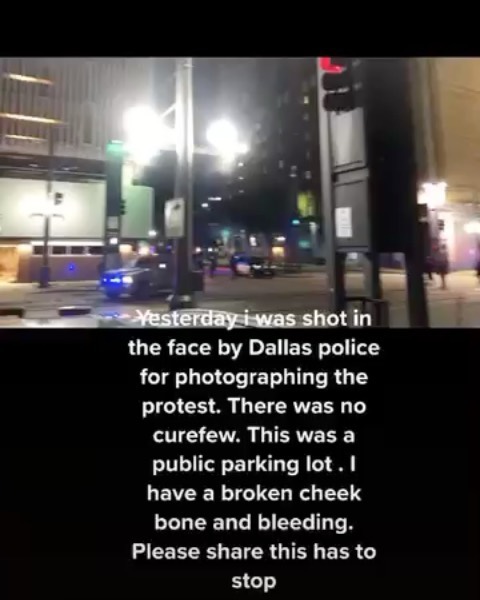 Yesterday i was shot in
the face by Dallas police
for photographing the
protest. There was no
curefew. This was a
public parking lot . I
have a broken cheek
bone and bleeding.
Please share this has to
stop